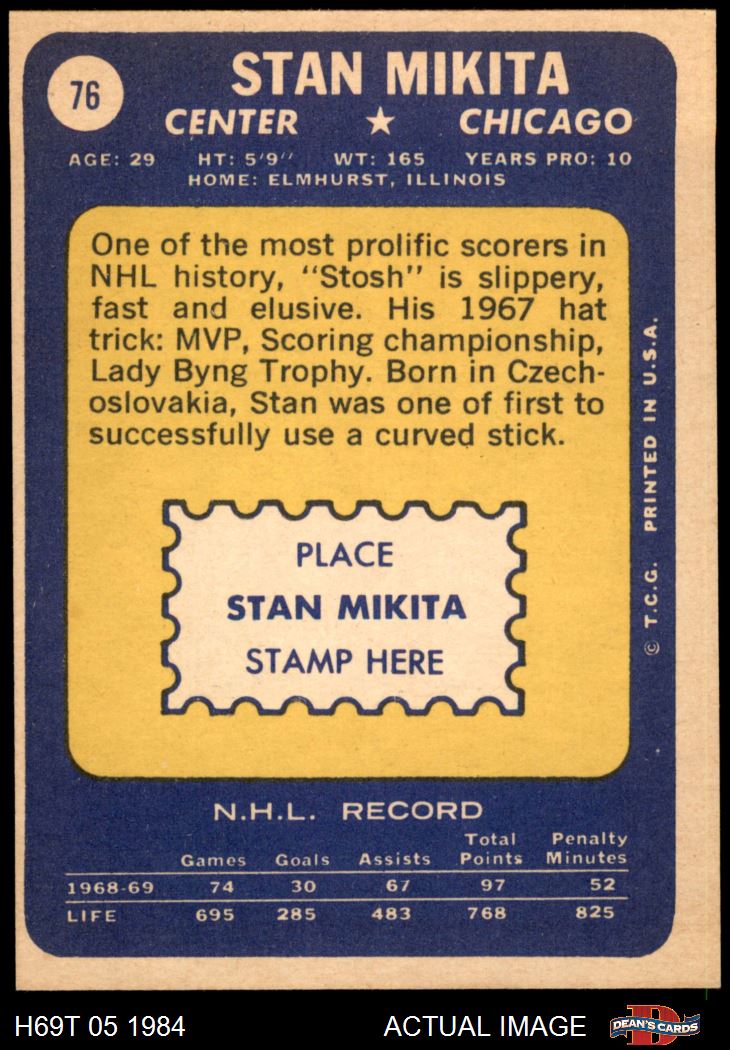 76
STAN MIKITA
CENTER ★ CHICAGO
AGE: 29 HT: 5'9" WT: 165 YEARS PRO: 10
HOME: ELMHURST, ILLINOIS
One of the most prolific scorers in
NHL history, "Stosh" is slippery,
fast and elusive. His 1967 hat
trick: MVP, Scoring championship,
Lady Byng Trophy. Born in Czech-
oslovakia, Stan was one of first to
successfully use a curved stick.
PLACE
STAN MIKITA
STAMP HERE
© T.C.G. PRINTED IN U.S.A.
N.H.L. RECORD
Games Goals Assists Total Points Penalty Minutes
1968-69 74 30 67 97 52
LIFE 695 285 483 768 825
H69T 05 1984 ACTUAL IMAGE
D
DEAN'S CARDS